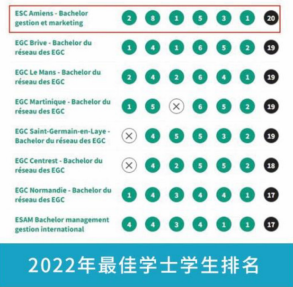 ESC Amiens - Bachelor
gestion et marketing 2 8 1 5 3 1 20
EGC Brive - Bachelor du
réseau des EGC 1 4 1 6 5 2 19
EGC Le Mans - Bachelor du
réseau des EGC 2 4 2 6 4 1 19
EGC Martinique - Bachelor du
réseau des EGC 1 5 X 6 5 2 19
EGC Saint-Germain-en-Laye -
Bachelor du réseau des EGC X 4 5 5 3 2 19
EGC Centrest - Bachelor du
réseau des EGC X 4 2 5 5 2 18
EGC Normandie - Bachelor du
réseau des EGC 1 4 3 4 4 1 17
ESAM Bachelor management
gestion international 4 4 3 4 1 1 17
2022年最佳学士学生排名